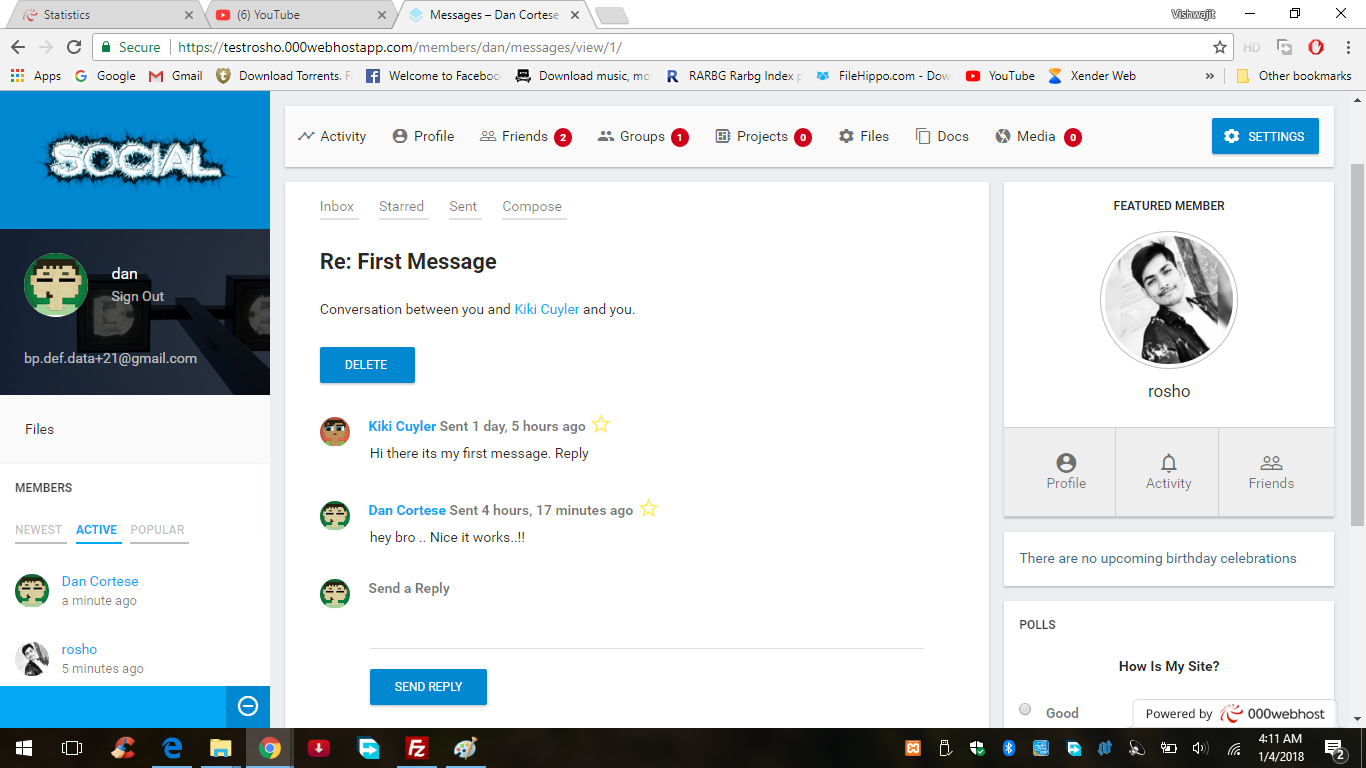 Statistics
(6) YouTube
Messages – Dan Cortese
Vishwajit
Secure
https://testrosho.000webhostapp.com/members/dan/messages/view/1/
HD
Apps
Google
Gmail
Download Torrents. F
Welcome to Faceboo
Download music, mo
RARBG Rarbg Index p
FileHippo.com - Dow
YouTube
Xender Web
»
Other bookmarks
SOCIAL
dan
Sign Out
bp.def.data+21@gmail.com
Files
MEMBERS
NEWEST ACTIVE POPULAR
Dan Cortese
a minute ago
rosho
5 minutes ago
Activity Profile Friends 2 Groups 1 Projects 0 Files Docs Media 0
SETTINGS
Inbox Starred Sent Compose
Re: First Message
Conversation between you and Kiki Cuyler and you.
DELETE
Kiki Cuyler Sent 1 day, 5 hours ago
Hi there its my first message. Reply
Dan Cortese Sent 4 hours, 17 minutes ago
hey bro .. Nice it works..!!
Send a Reply
SEND REPLY
FEATURED MEMBER
rosho
Profile Activity Friends
There are no upcoming birthday celebrations
POLLS
How Is My Site?
Good
Powered by 000webhost
4:11 AM
1/4/2018
2